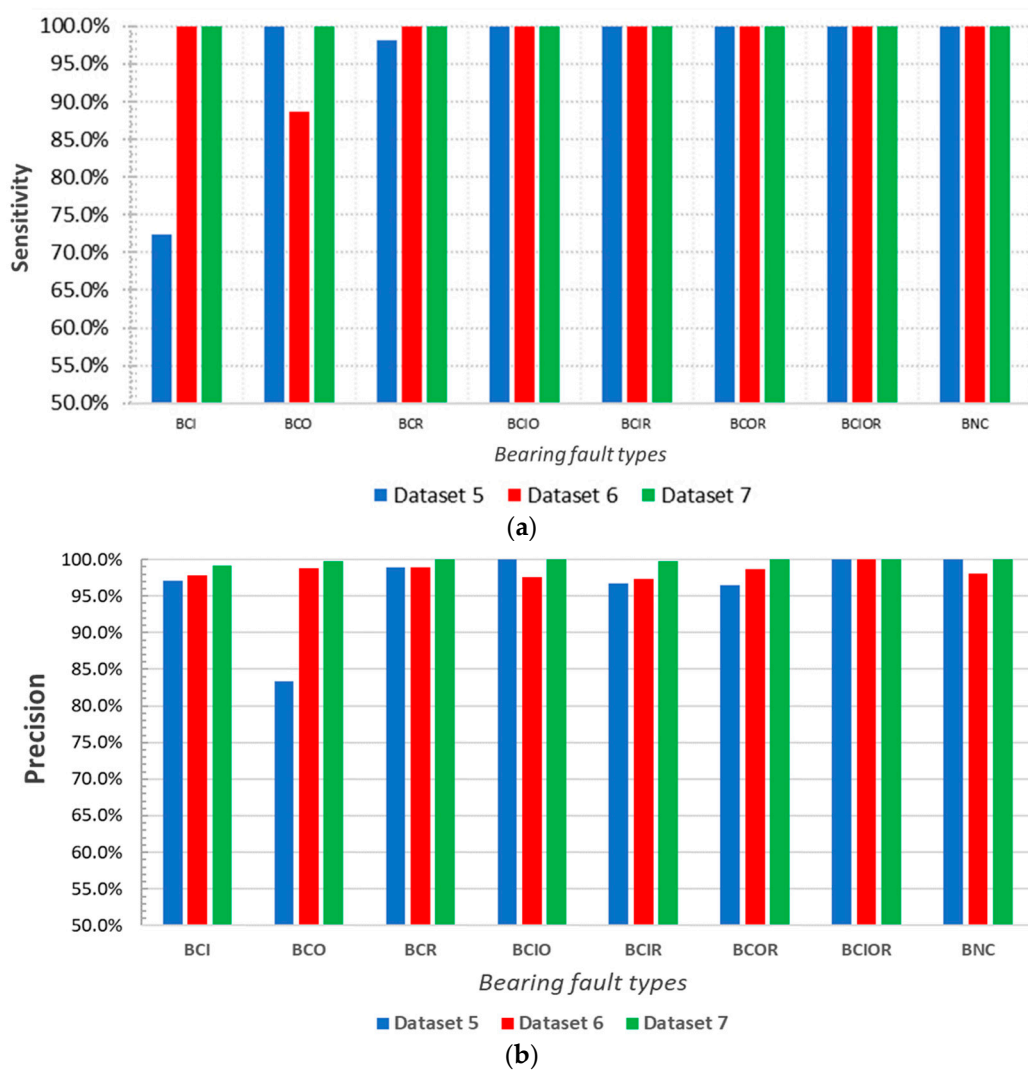 100.0%
95.0%
90.0%
85.0%
80.0%
75.0%
70.0%
65.0%
60.0%
55.0%
50.0%
Sensitivity
BCI BCO BCR BCIO BCIR BCOR BCIOR BNC
Bearing fault types
Dataset 5 Dataset 6 Dataset 7
(a)
100.0%
95.0%
90.0%
85.0%
80.0%
75.0%
70.0%
65.0%
60.0%
55.0%
50.0%
Precision
BCI BCO BCR BCIO BCIR BCOR BCIOR BNC
Bearing fault types
Dataset 5 Dataset 6 Dataset 7
(b)